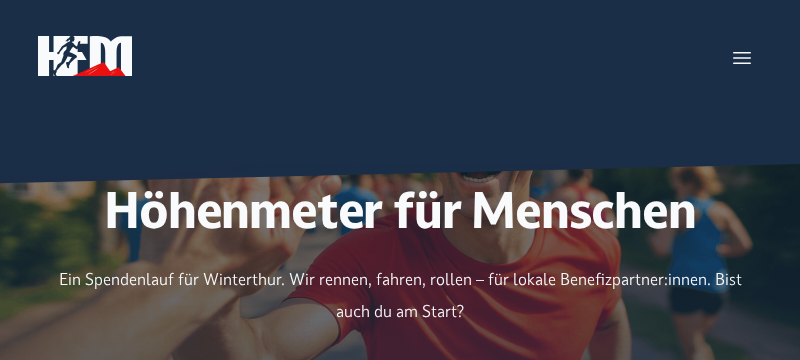 HFM
Höhenmeter für Menschen
Ein Spendenlauf für Winterthur. Wir rennen, fahren, rollen – für lokale Benefizpartner:innen. Bist
auch du am Start?